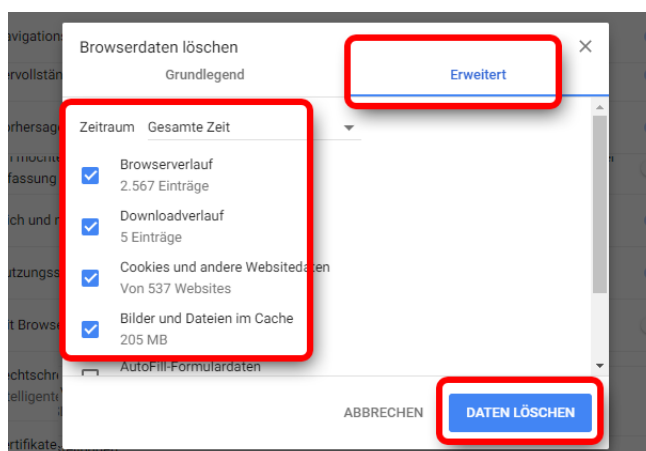 Browserdaten löschen
Grundlegend
Erweitert
Zeitraum Gesamte Zeit
Browserverlauf
2.567 Einträge
Downloadverlauf
5 Einträge
Cookies und andere Websitedaten
Von 537 Websites
Bilder und Dateien im Cache
205 MB
AutoFill-Formulardaten
ABBRECHEN
DATEN LÖSCHEN